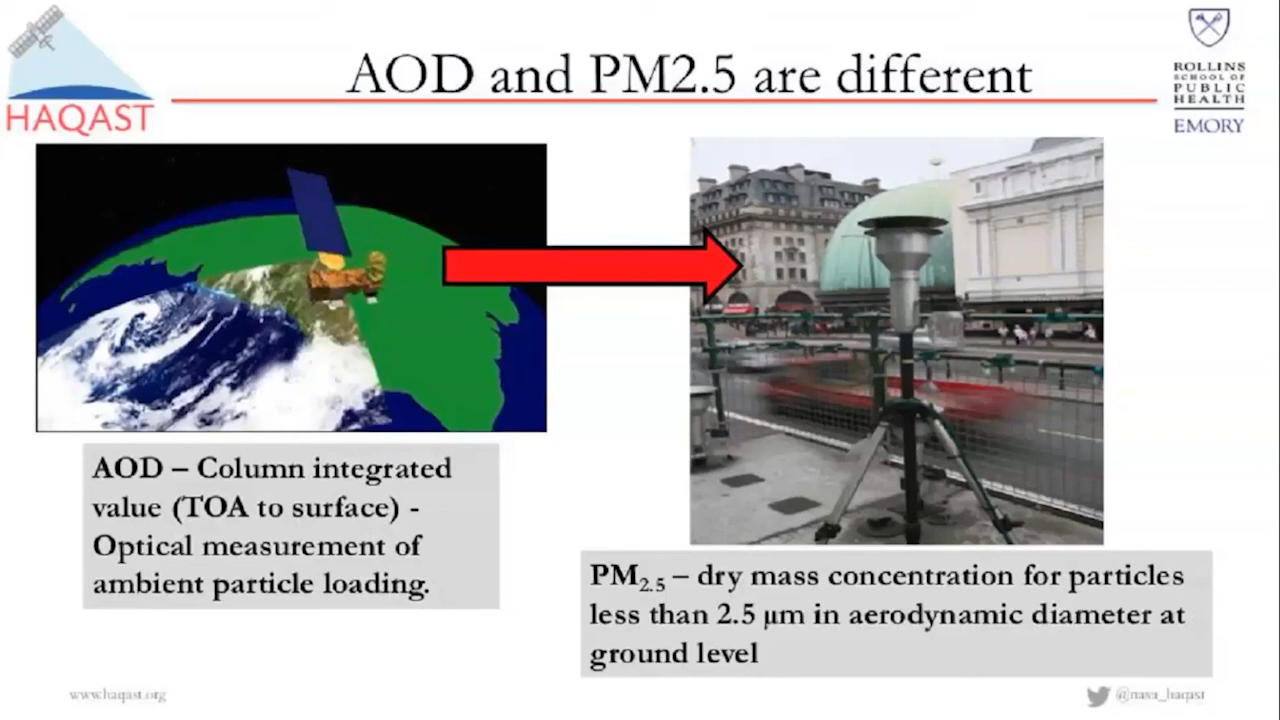 AOD and PM2.5 are different
HAQAST
ROLLINS
SCHOOL OF
PUBLIC
HEALTH
EMORY
AOD – Column integrated
value (TOA to surface) -
Optical measurement of
ambient particle loading.
PM2.5 – dry mass concentration for particles
less than 2.5 µm in aerodynamic diameter at
ground level
www.haqast.org
@nasa_haqast